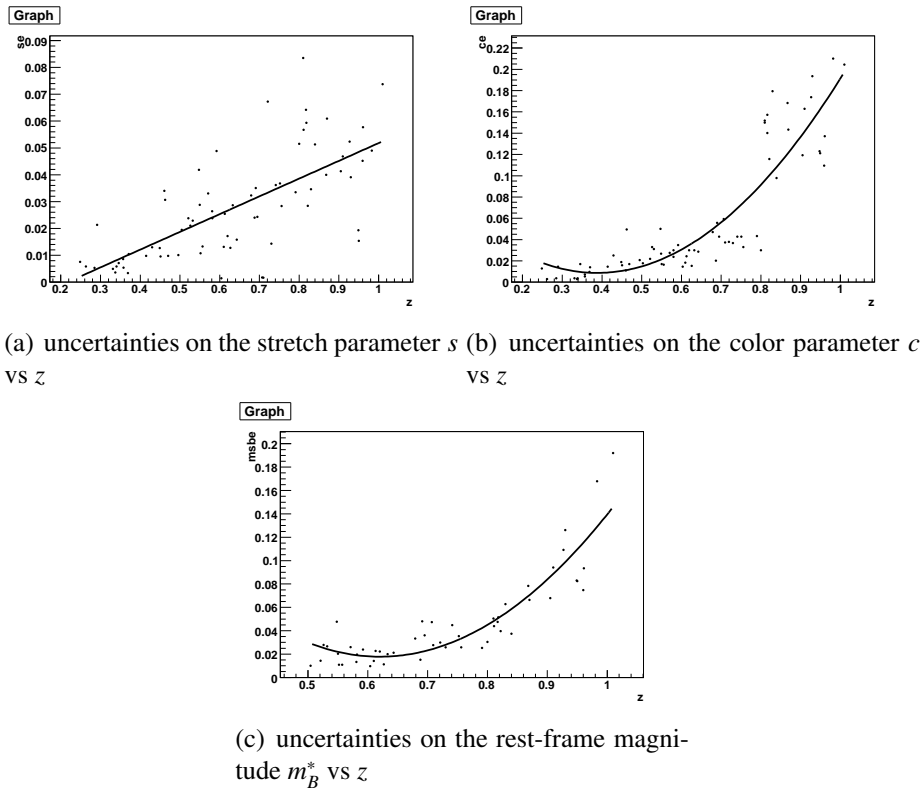 Graph
se
0.09
0.08
0.07
0.06
0.05
0.04
0.03
0.02
0.01
0
0.2 0.3 0.4 0.5 0.6 0.7 0.8 0.9 1
z
Graph
ce
0.22
0.2
0.18
0.16
0.14
0.12
0.1
0.08
0.06
0.04
0.02
0
0.2 0.3 0.4 0.5 0.6 0.7 0.8 0.9 1
z
(a) uncertainties on the stretch parameter s
vs z
(b) uncertainties on the color parameter c
vs z
Graph
msbe
0.2
0.18
0.16
0.14
0.12
0.1
0.08
0.06
0.04
0.02
0
0.5 0.6 0.7 0.8 0.9 1
z
(c) uncertainties on the rest-frame magni-
tude m*B vs z